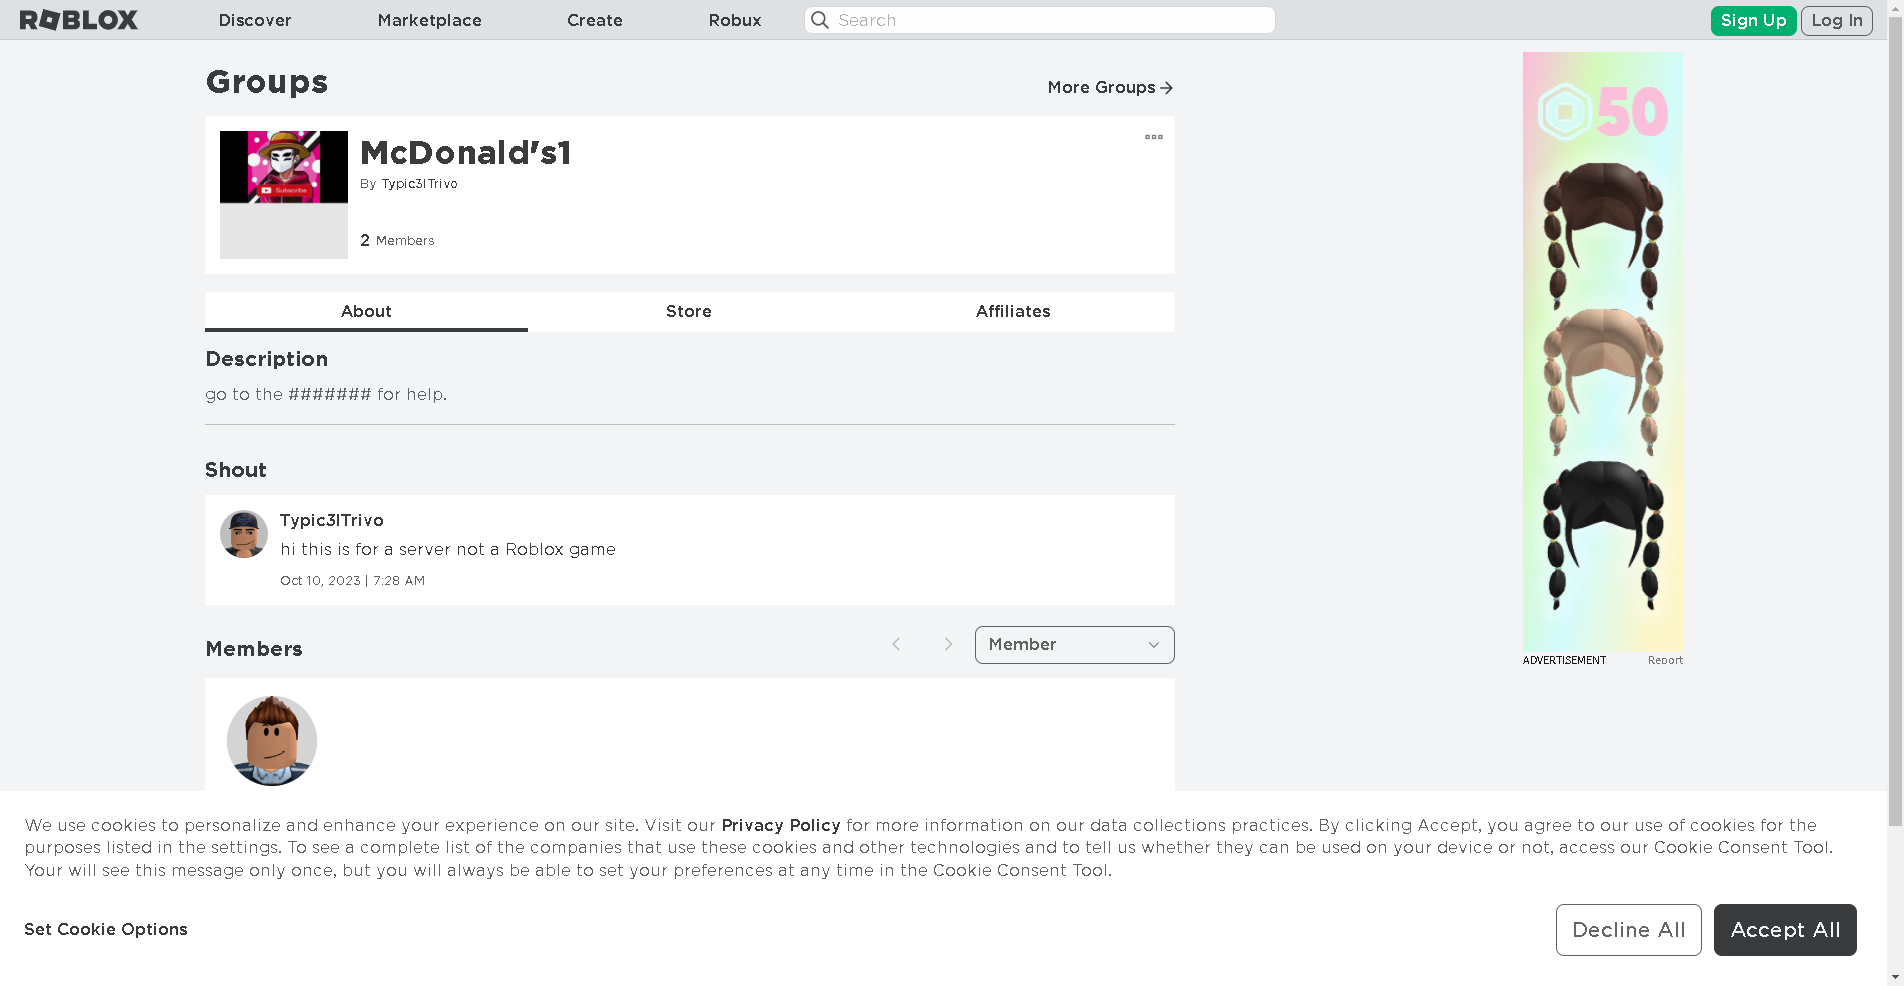 ROBLOX
Discover
Marketplace
Create
Robux
Search
Sign Up
Log In
Groups
More Groups
McDonald's1
By Typic3lTrivo
2 Members
Subscribe
50
About
Store
Affiliates
Description
go to the ####### for help.
Shout
Typic3lTrivo
hi this is for a server not a Roblox game
Oct 10, 2023 | 7:28 AM
Members
Member
ADVERTISEMENT
Report
We use cookies to personalize and enhance your experience on our site. Visit our Privacy Policy for more information on our data collections practices. By clicking Accept, you agree to our use of cookies for the
purposes listed in the settings. To see a complete list of the companies that use these cookies and other technologies and to tell us whether they can be used on your device or not, access our Cookie Consent Tool.
Your will see this message only once, but you will always be able to set your preferences at any time in the Cookie Consent Tool.
Set Cookie Options
Decline All
Accept All